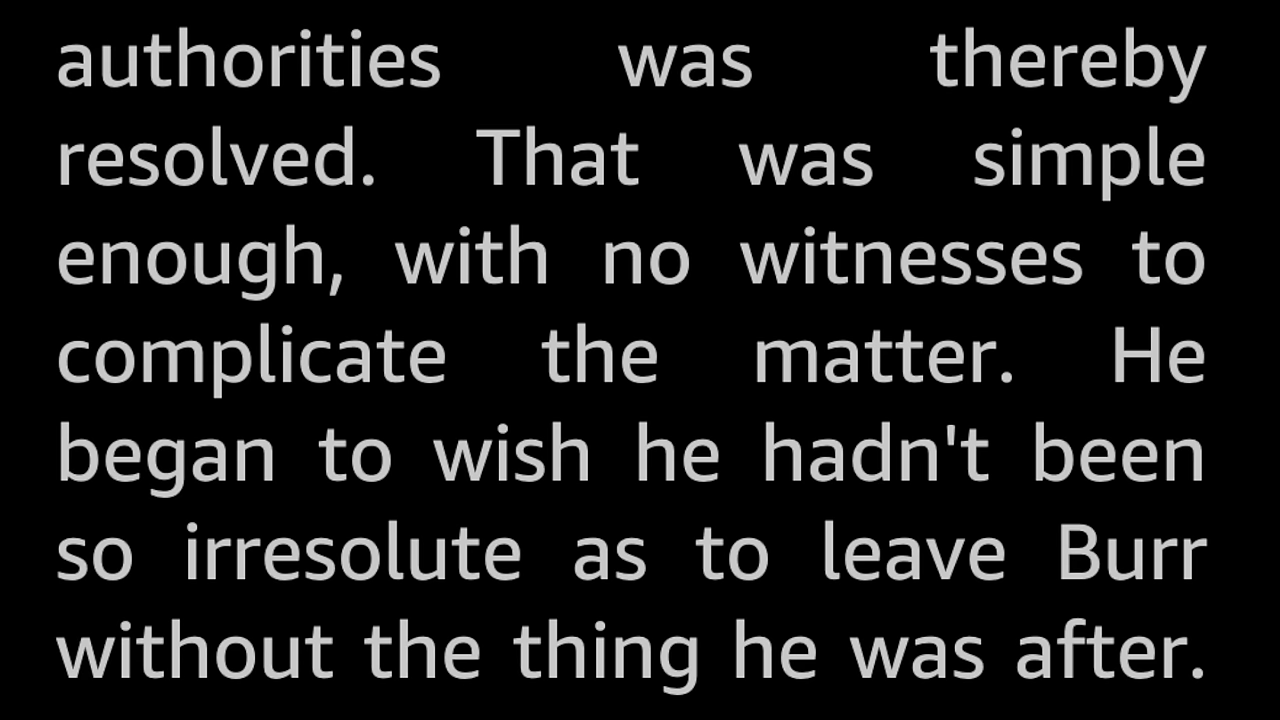 authorities was thereby
resolved. That was simple
enough, with no witnesses to
complicate the matter. He
began to wish he hadn't been
so irresolute as to leave Burr
without the thing he was after.